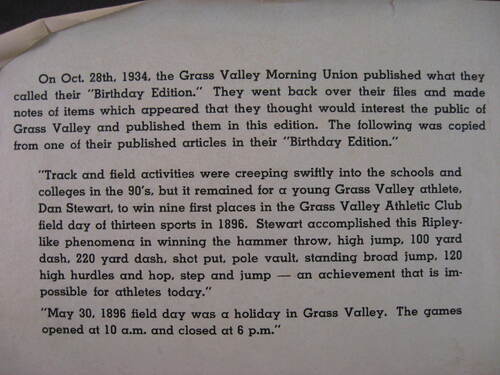 On Oct. 28th, 1934, the Grass Valley Morning Union published what they
called their "Birthday Edition." They went back over their files and made
notes of items which appeared that they thought would interest the public of
Grass Valley and published them in this edition. The following was copied
from one of their published articles in their "Birthday Edition."
"Track and field activities were creeping swiftly into the schools and
colleges in the 90's, but it remained for a young Grass Valley athlete,
Dan Stewart, to win nine first places in the Grass Valley Athletic Club
field day of thirteen sports in 1896. Stewart accomplished this Ripley-
like phenomena in winning the hammer throw, high jump, 100 yard
dash, 220 yard dash, shot put, pole vault, standing broad jump, 120
high hurdles and hop, step and jump — an achievement that is im-
possible for athletes today."
"May 30, 1896 field day was a holiday in Grass Valley. The games
opened at 10 a.m. and closed at 6 p.m."